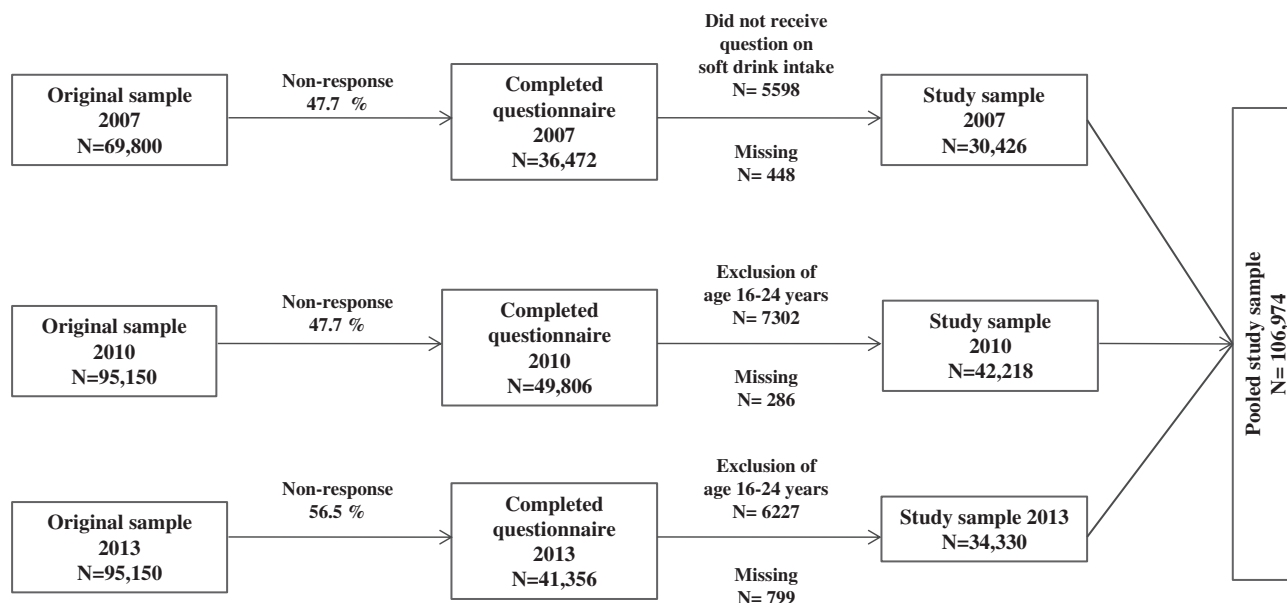 Original sample
2007
N=69,800
Non-response
47.7 %
Completed
questionnaire
2007
N=36,472
Did not receive
question on
soft drink intake
N= 5598
Missing
N= 448
Study sample
2007
N=30,426
Original sample
2010
N=95,150
Non-response
47.7 %
Completed
questionnaire
2010
N=49,806
Exclusion of
age 16-24 years
N= 7302
Missing
N= 286
Study sample
2010
N=42,218
Original sample
2013
N=95,150
Non-response
56.5 %
Completed
questionnaire
2013
N=41,356
Exclusion of
age 16-24 years
N= 6227
Missing
N= 799
Study sample 2013
N=34,330
Pooled study sample
N= 106,974